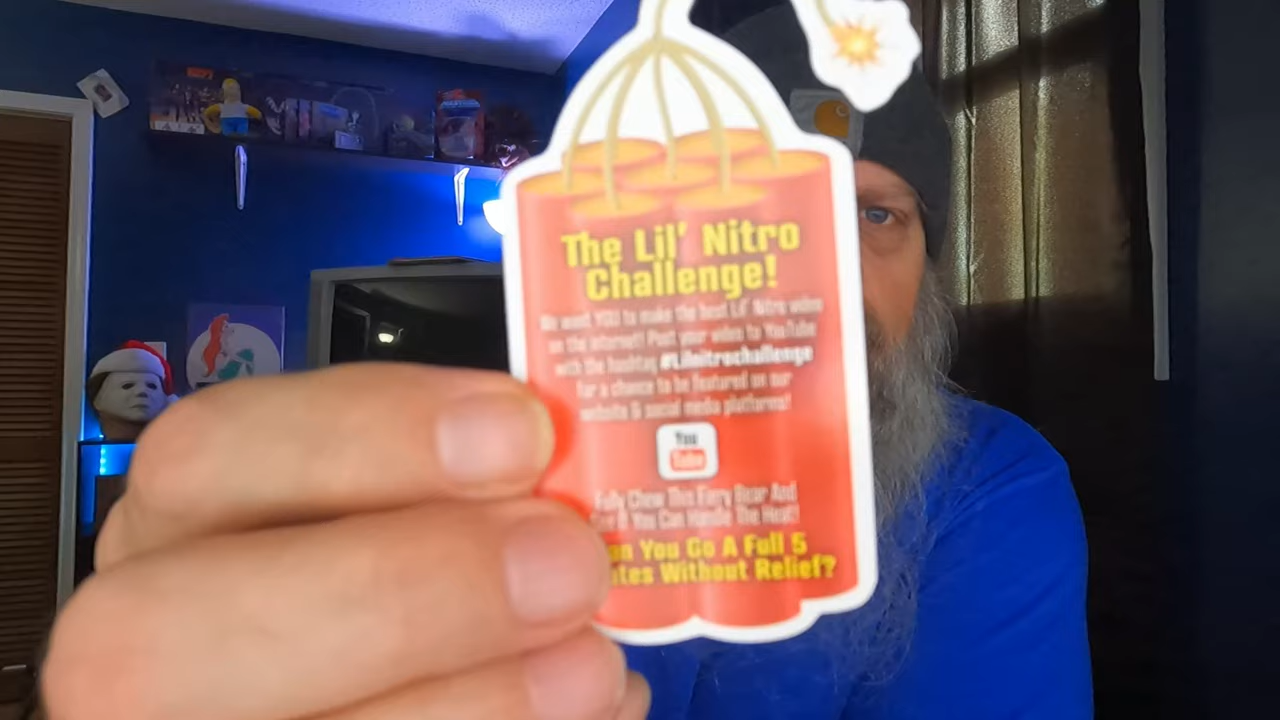 The Lil' Nitro
Challenge!
We want YOU to make the best Lil' Nitro video
on the internet! Post your video to YouTube
with the hashtag #Lilnitrochallenge
for a chance to be featured on our
website & social media platforms!
You
Tube
Fully Chew This Fiery Bear And
If You Can Handle The Heat!
an You Go A Full 5
utes Without Relief?